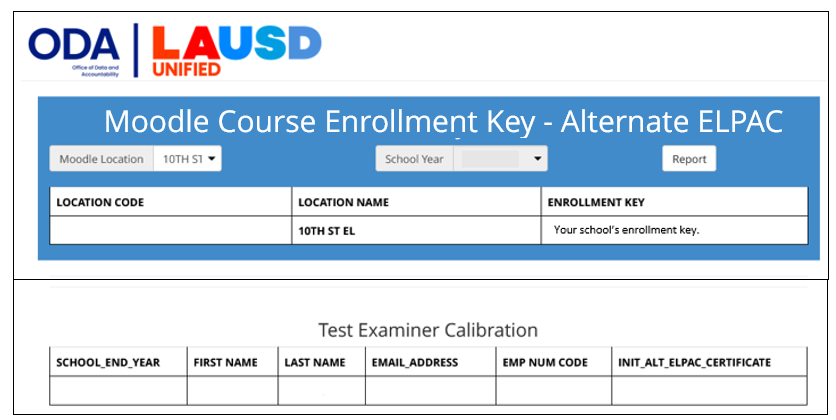 ODA
Office of Data and
Accountability
LAUSD
UNIFIED
Moodle Course Enrollment Key - Alternate ELPAC
Moodle Location 10TH ST School Year Report
LOCATION CODE LOCATION NAME ENROLLMENT KEY
10TH ST EL Your school's enrollment key.
Test Examiner Calibration
SCHOOL_END_YEAR FIRST NAME LAST NAME EMAIL_ADDRESS EMP NUM CODE INIT_ALT_ELPAC_CERTIFICATE